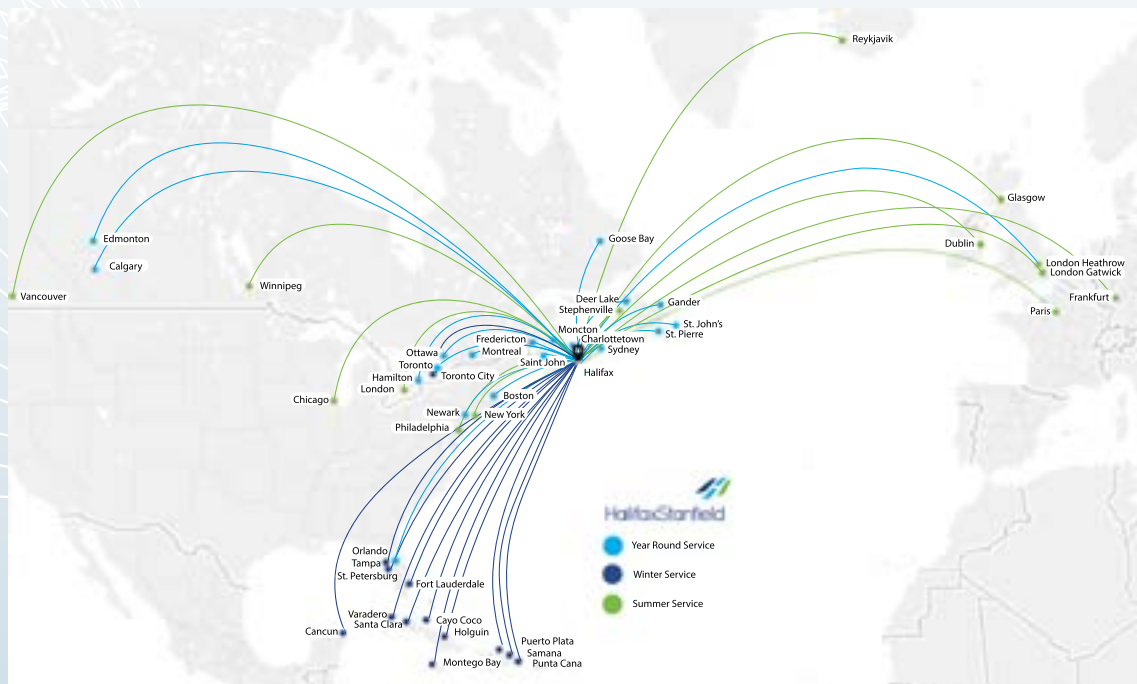 Reykjavik
Glasgow
Edmonton
Goose Bay
Dublin
Calgary
London Heathrow
London Gatwick
Winnipeg
Vancouver
Frankfurt
Deer Lake
Gander
Stephenville
Paris
St. John's
Moncton
St. Pierre
Fredericton
Charlottetown
Ottawa
Montreal
Sydney
Toronto
Saint John
Halifax
Hamilton
Toronto City
London
Chicago
Boston
Newark
New York
Philadelphia
HalifaxStanfield
Year Round Service
Winter Service
Summer Service
Orlando
Tampa
St. Petersburg
Fort Lauderdale
Varadero
Santa Clara
Cayo Coco
Cancun
Holguin
Puerto Plata
Samana
Montego Bay
Punta Cana